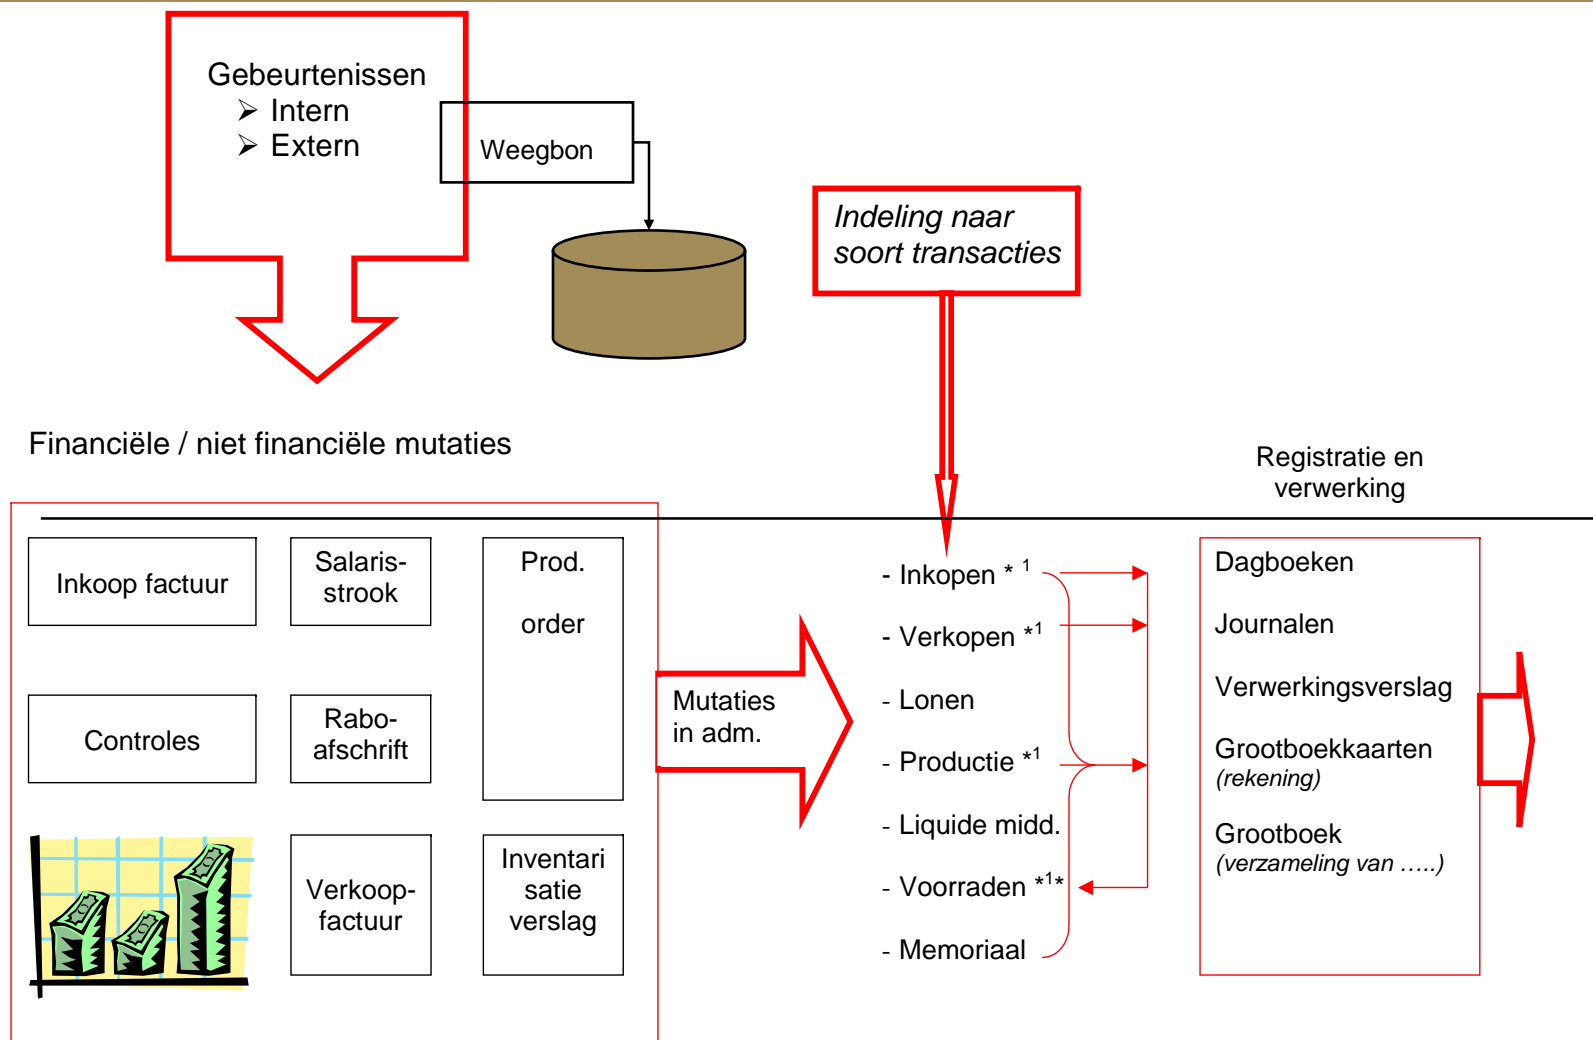 Gebeurtenissen
➢ Intern
➢ Extern
Weegbon
Indeling naar
soort transacties
Financiële / niet financiële mutaties
Registratie en
verwerking
Inkoop factuur
Salaris-
strook
Prod.
order
Controles
Rabo-
afschrift
Verkoop-
factuur
Inventari
satie
verslag
Mutaties
in adm.
- Inkopen * 1
- Verkopen *1
- Lonen
- Productie *1
- Liquide midd.
- Voorraden *1*
- Memoriaal
Dagboeken
Journalen
Verwerkingsverslag
Grootboekkaarten
(rekening)
Grootboek
(verzameling van …..)